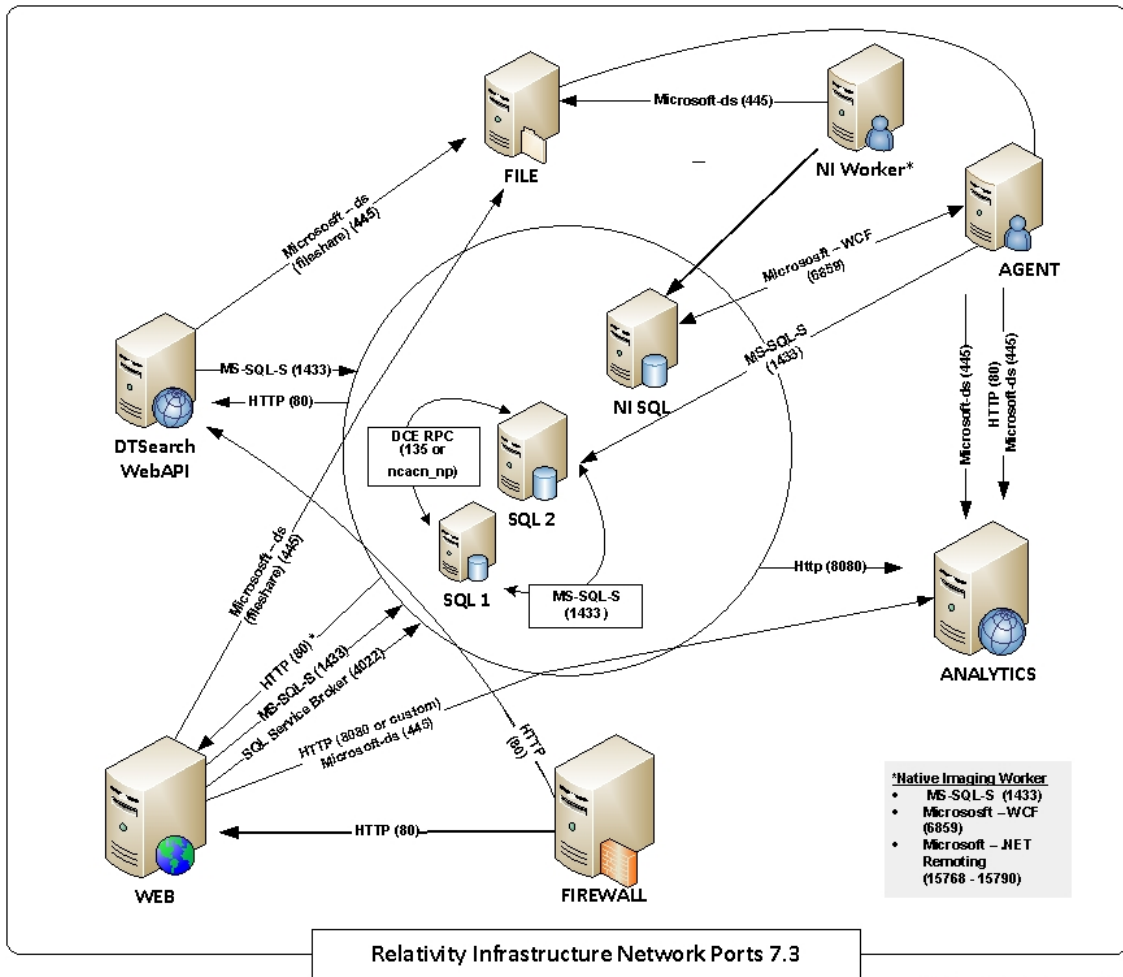 Microsoft-ds (445)
FILE
NI Worker*
AGENT
Micrososft – ds
(fileshare) (445)
Micrososft – WCF
(6859)
MS-SQL-S
(1433)
NI SQL
MS-SQL-S (1433)
HTTP (80)
DTSearch
WebAPI
DCE RPC
(135 or
ncacn_np)
SQL 2
SQL 1
MS-SQL-S
(1433)
Microsoft-ds (445)
HTTP (80)
Microsoft-ds (445)
Http (8080)
ANALYTICS
Micrososft – ds
(fileshare) (445)
HTTP (80) *
MS-SQL-S (1433)
SQL Service Broker (4022)
HTTP (8080 or custom)
Microsoft-ds (445)
HTTP
(80)
HTTP (80)
WEB
FIREWALL
*Native Imaging Worker
• MS-SQL-S (1433)
• Micrososft – WCF
(6859)
• Microsoft – .NET
Remoting
(15768 - 15790)
Relativity Infrastructure Network Ports 7.3